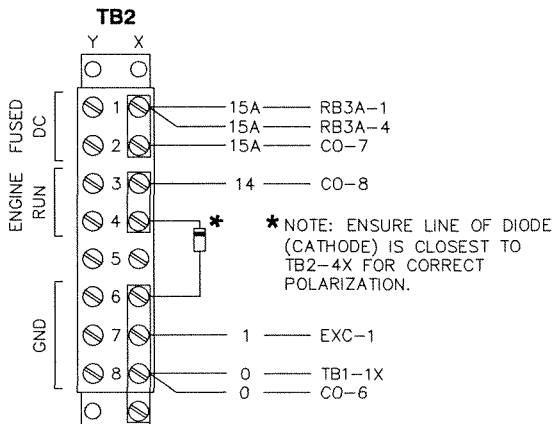 TB2
Y X
FUSED DC
1 15A RB3A-1
15A RB3A-4
2 15A CO-7
ENGINE RUN
3 14 CO-8
4 *
* NOTE: ENSURE LINE OF DIODE
(CATHODE) IS CLOSEST TO
TB2-4X FOR CORRECT
POLARIZATION.
5
GND
6
7 1 EXC-1
8 0 TB1-1X
0 CO-6